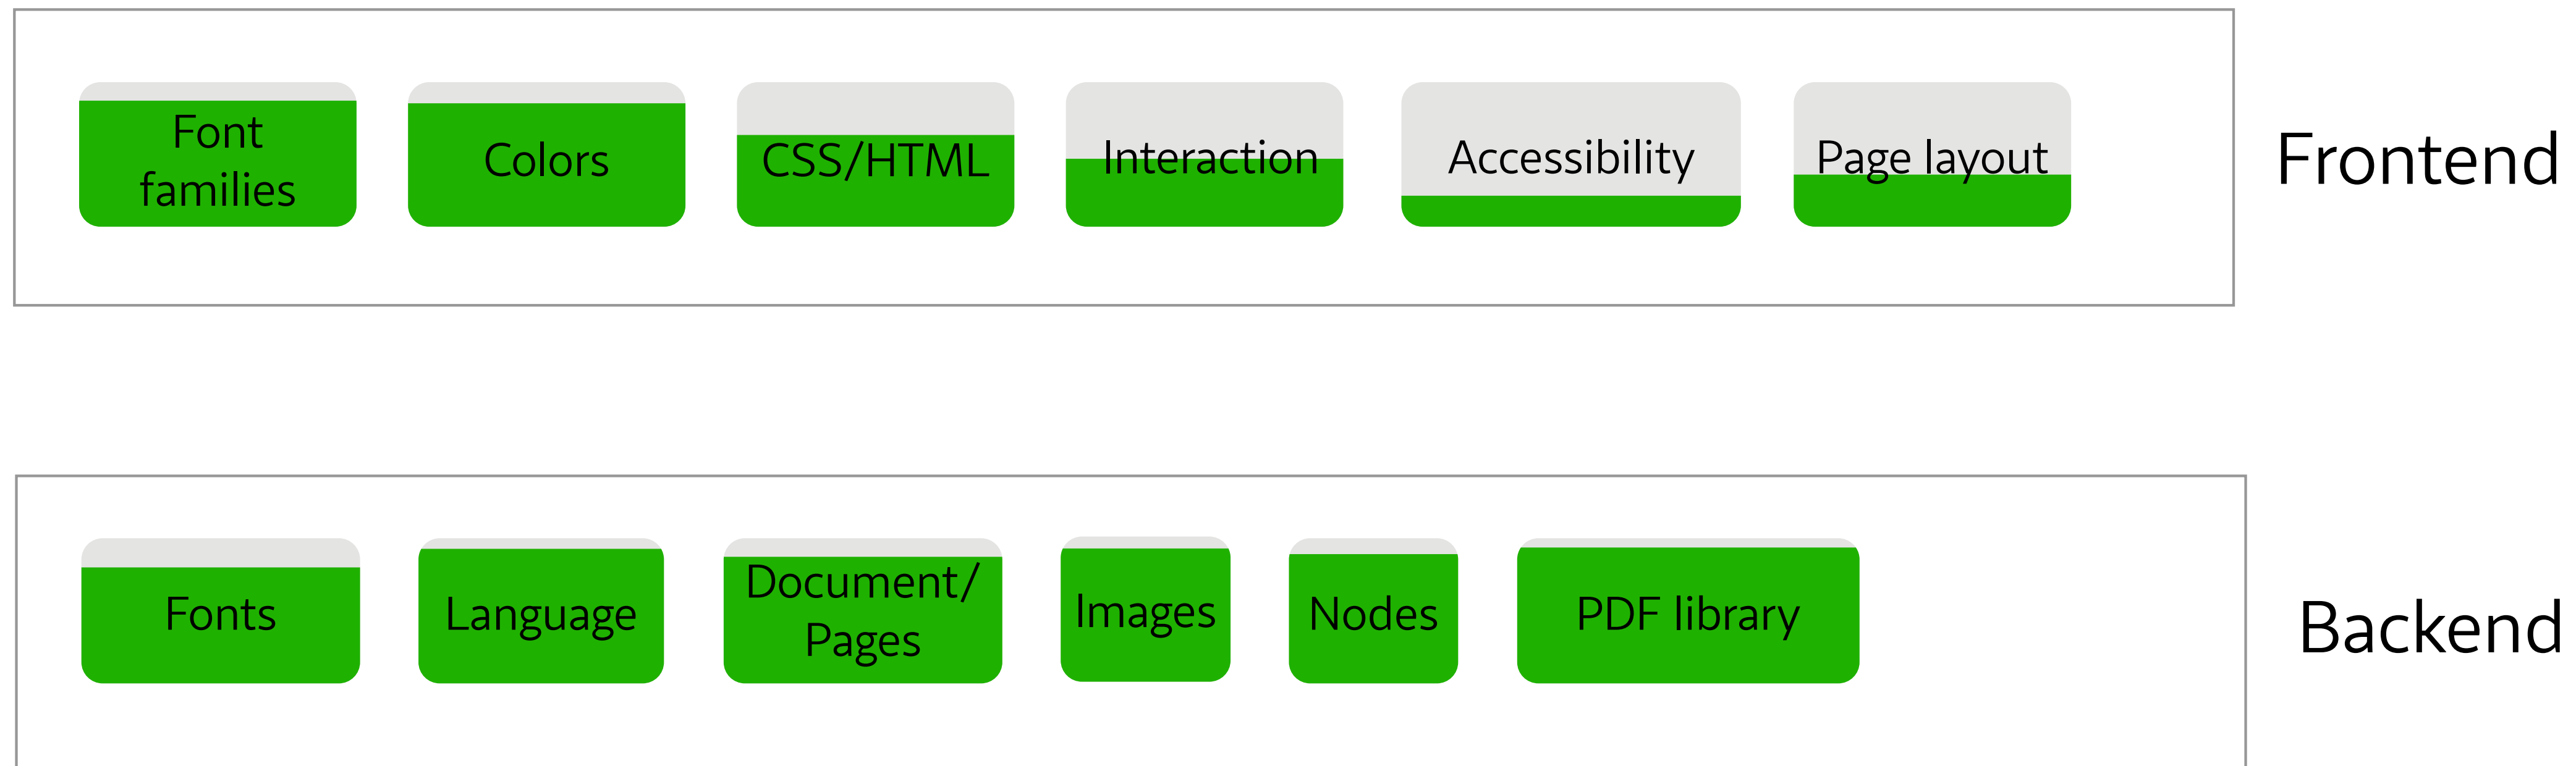 Font
families
Colors
CSS/HTML
Interaction
Accessibility
Page layout
Frontend
Fonts
Language
Document/
Pages
Images
Nodes
PDF library
Backend